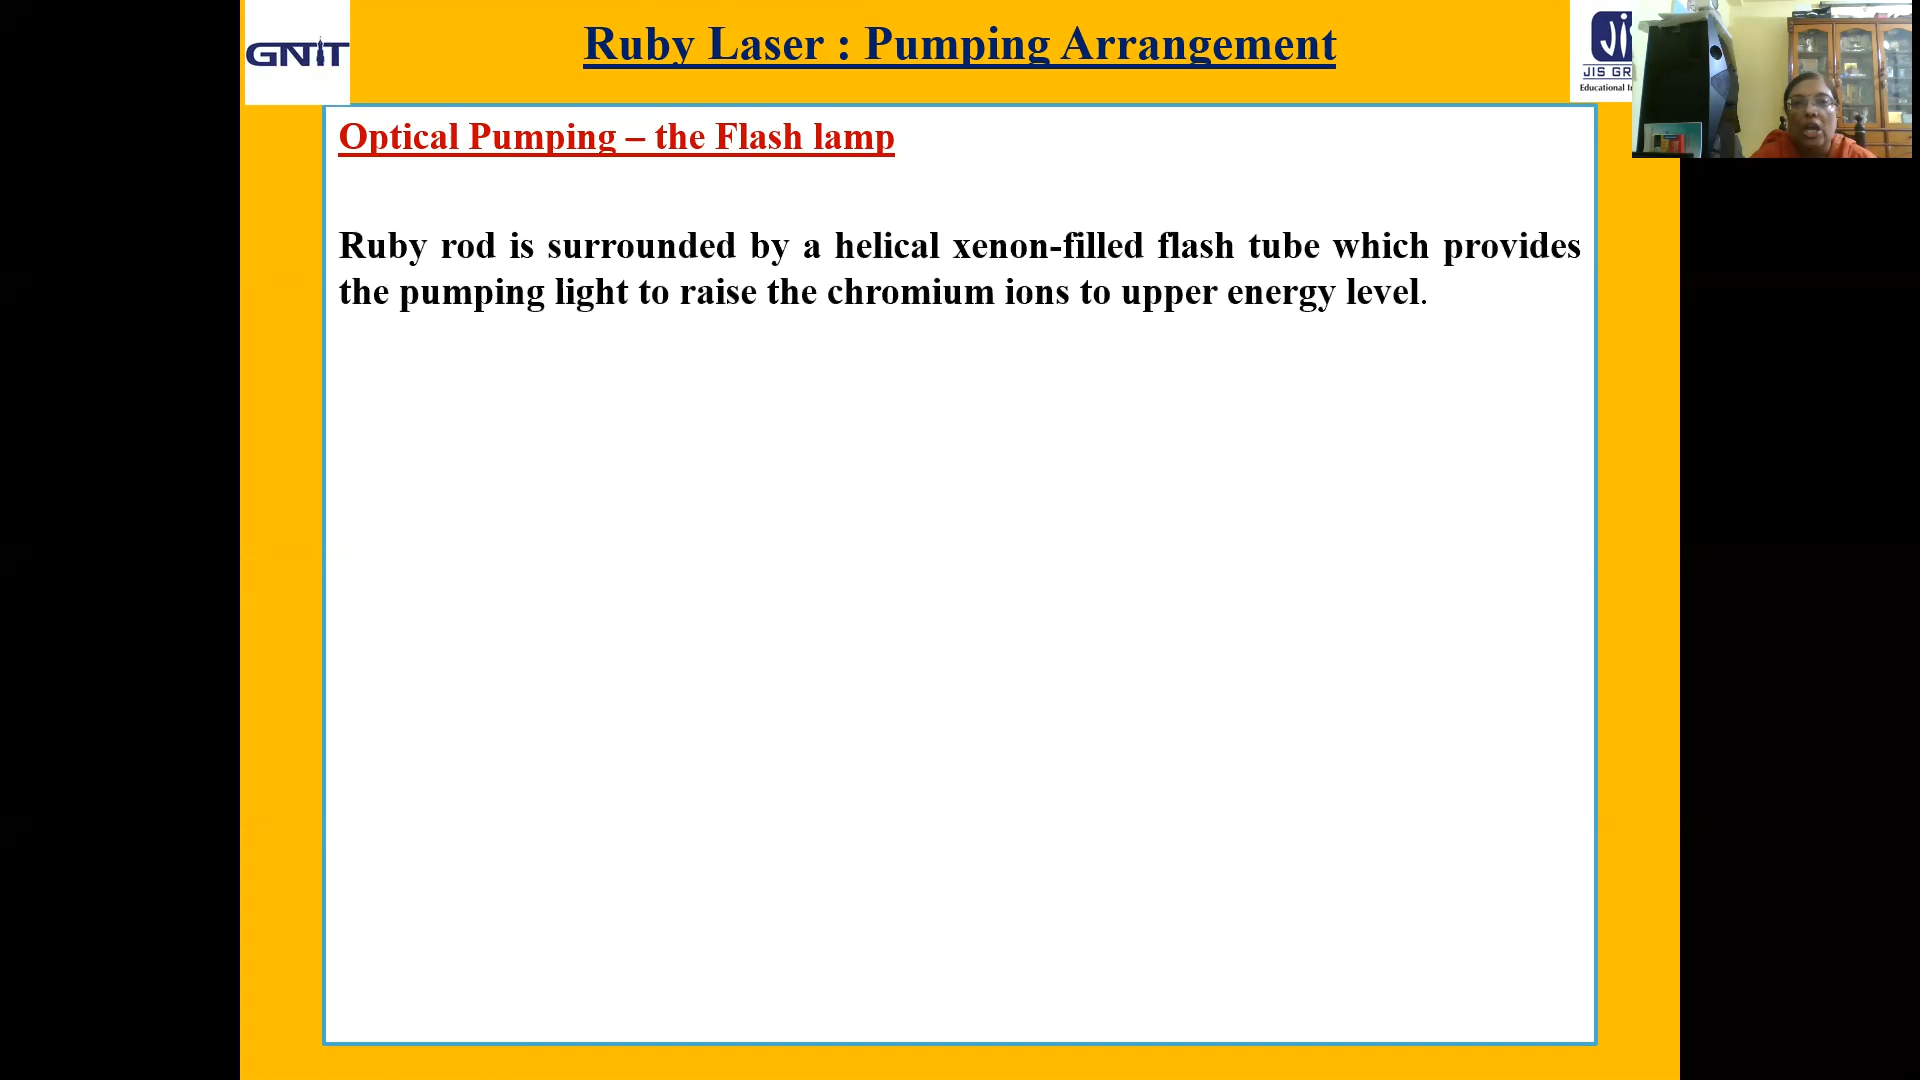 GNIT
Ruby Laser : Pumping Arrangement
JIS GR
Educational
Optical Pumping – the Flash lamp
Ruby rod is surrounded by a helical xenon-filled flash tube which provides
the pumping light to raise the chromium ions to upper energy level.